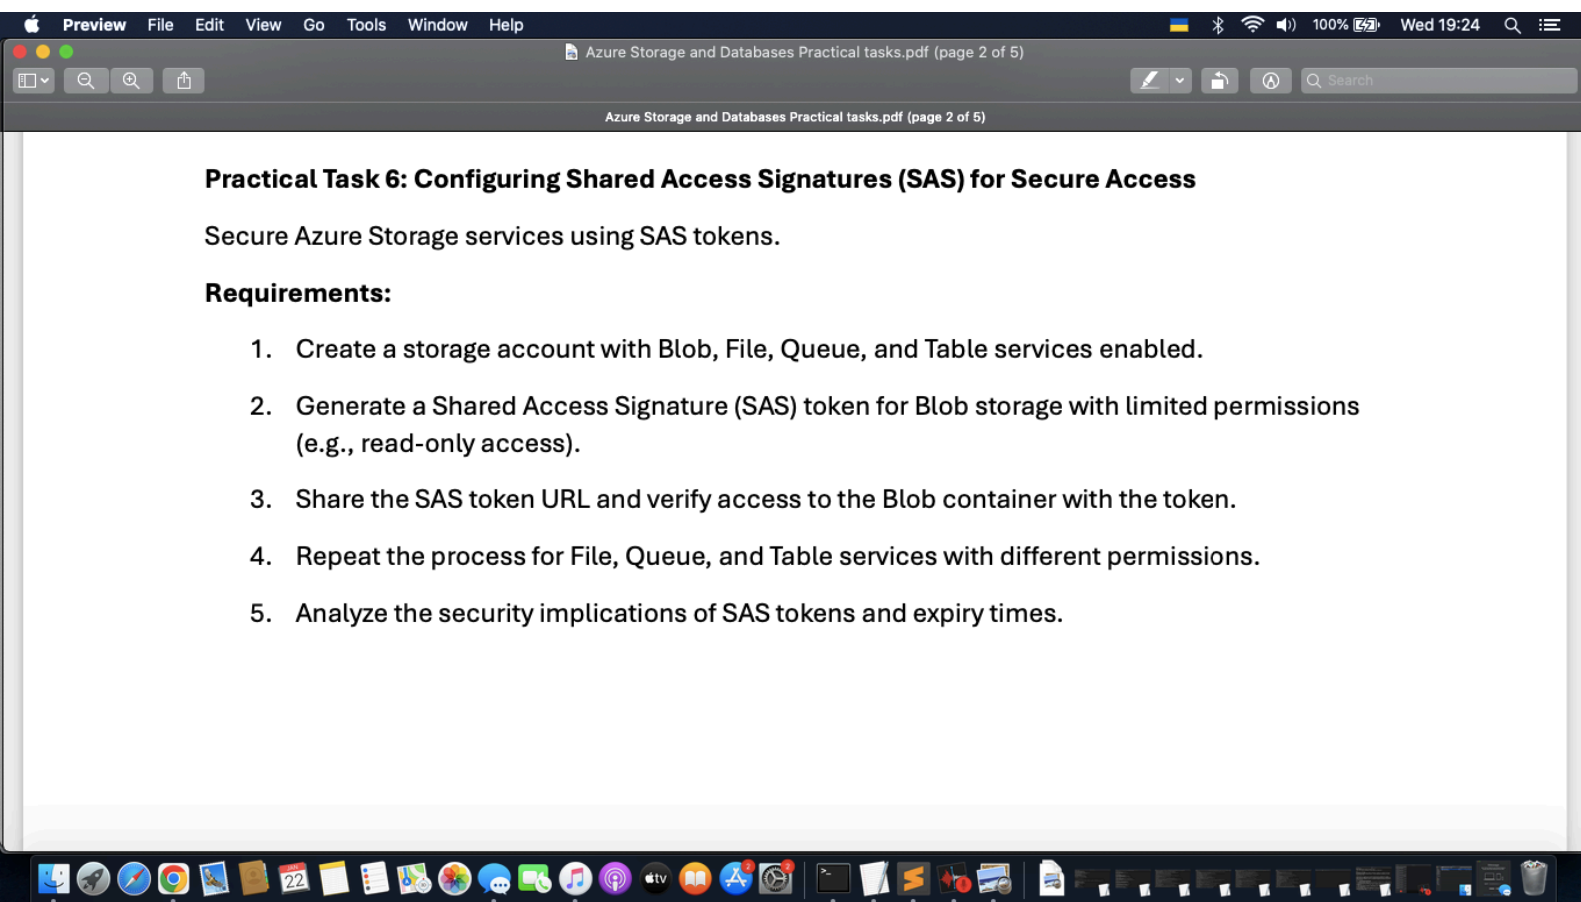 Preview File Edit View Go Tools Window Help 100% Wed 19:24
Azure Storage and Databases Practical tasks.pdf (page 2 of 5)
Search
Azure Storage and Databases Practical tasks.pdf (page 2 of 5)
Practical Task 6: Configuring Shared Access Signatures (SAS) for Secure Access
Secure Azure Storage services using SAS tokens.
Requirements:
1. Create a storage account with Blob, File, Queue, and Table services enabled.
2. Generate a Shared Access Signature (SAS) token for Blob storage with limited permissions
(e.g., read-only access).
3. Share the SAS token URL and verify access to the Blob container with the token.
4. Repeat the process for File, Queue, and Table services with different permissions.
5. Analyze the security implications of SAS tokens and expiry times.
JAN
22
tv
2
2